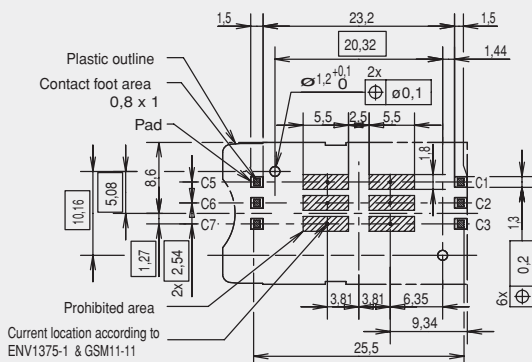 1,5
23,2
1,5
20,32
1,44
Plastic outline
Contact foot area
0,8 x 1
Pad
Ø1,2 +0,1 0
2x
ø0,1
5,5
2,5
5,5
1,8
C5
C1
C6
C2
C7
C3
8,6
5,08
10,16
1,27
2x 2,54
1,3
0,2
6x
Prohibited area
3,81
3,81
6,35
Current location according to
ENV1375-1 & GSM11-11
9,34
25,5